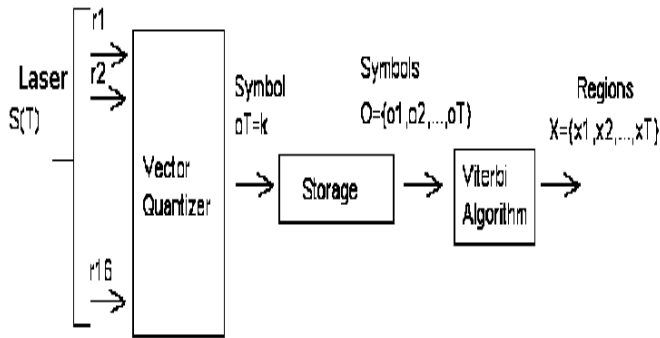 r1
r2
Laser
S(T)
r16
Vector
Quantizer
Symbol
oT=k
Storage
Symbols
O={o1,o2,...,oT}
Viterbi
Algorithm
Regions
X={x1,x2,...,xT}